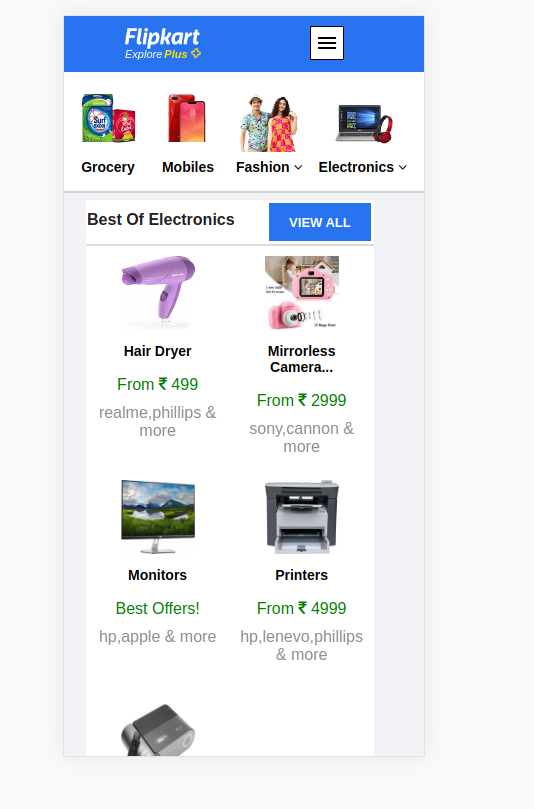 Flipkart
Explore Plus
Grocery
Mobiles
Fashion
Electronics
Best Of Electronics
VIEW ALL
Hair Dryer
From ₹ 499
realme,phillips &
more
Mirrorless
Camera...
From ₹ 2999
sony,cannon &
more
Monitors
Best Offers!
hp,apple & more
Printers
From ₹ 4999
hp,lenevo,phillips
& more